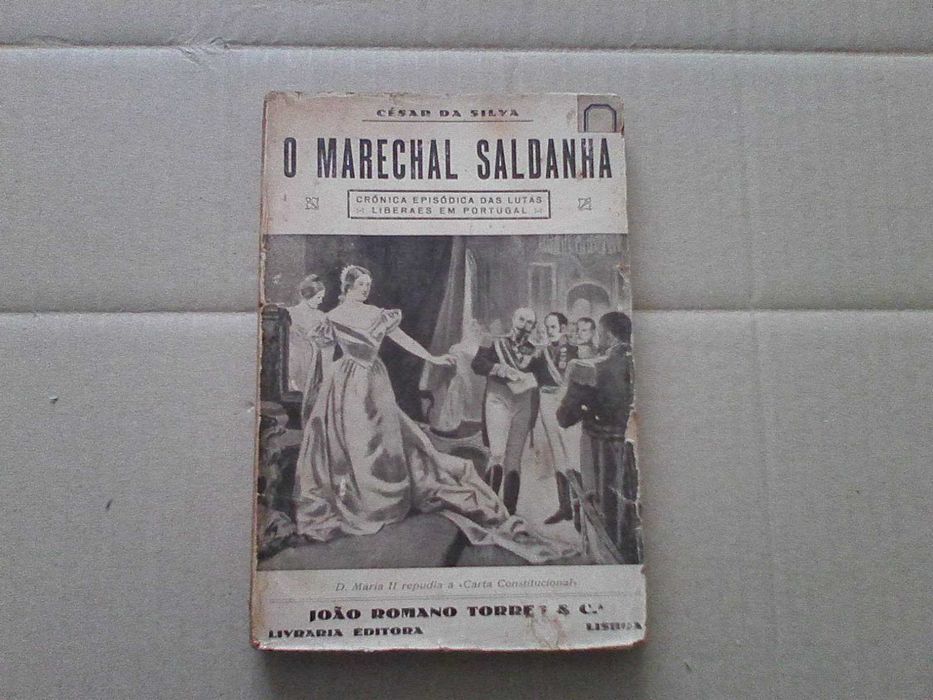 CÉSAR DA SILVA
O MARECHAL SALDANHA
CRÓNICA EPISÓDICA DAS LUTAS
LIBERAES EM PORTUGAL
D. Maria II repudia a «Carta Constitucional»
JOÃO ROMANO TORRES & C.ª
LIVRARIA EDITORA LISBOA